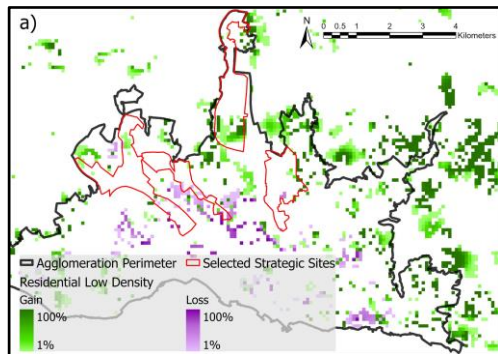 a)
N
0 0.5 1 2 3 4
Kilometers
Agglomeration Perimeter Selected Strategic Sites
Residential Low Density
Gain Loss
100% 100%
1% 1%